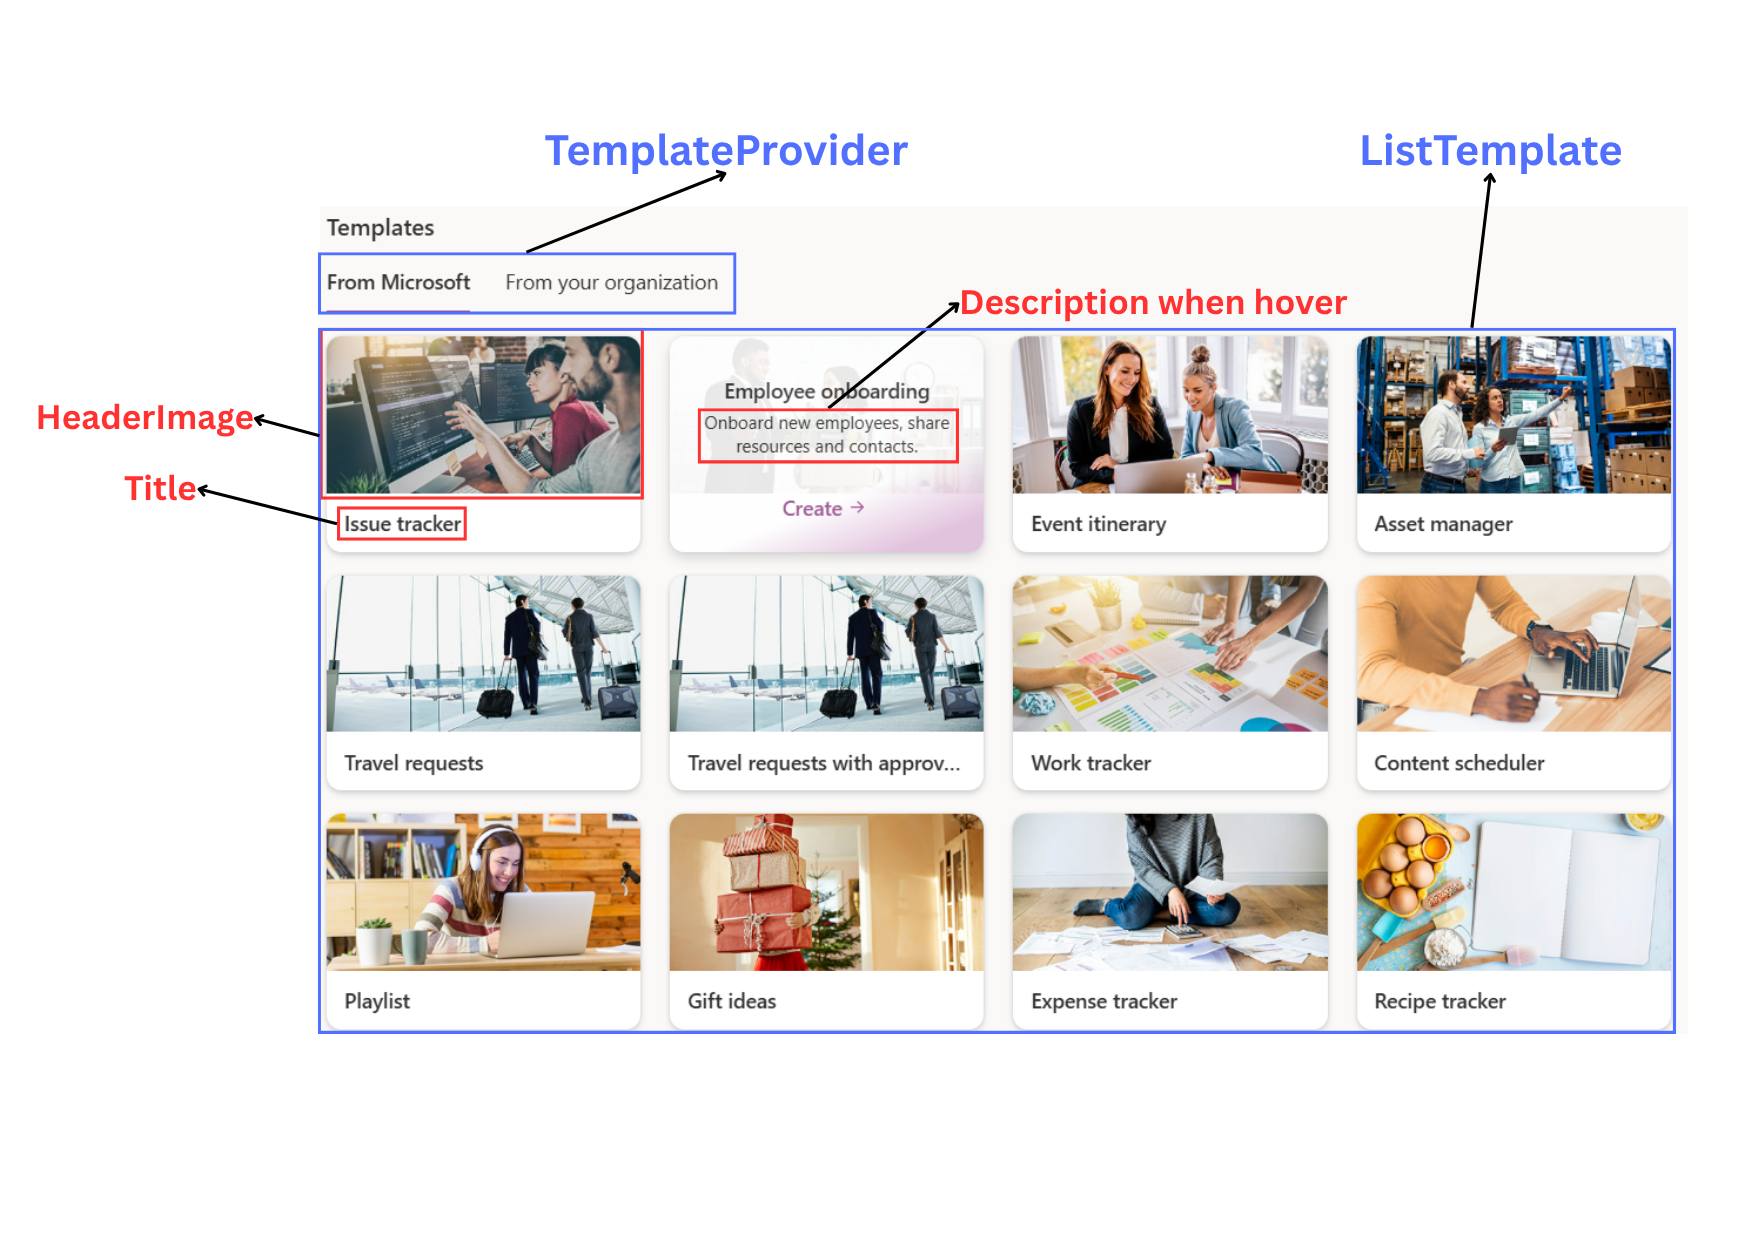 TemplateProvider
ListTemplate
Templates
From Microsoft
From your organization
Description when hover
HeaderImage
Title
Issue tracker
Employee onboarding
Onboard new employees, share
resources and contacts.
Create →
Event itinerary
Asset manager
Travel requests
Travel requests with approv...
Work tracker
Content scheduler
Playlist
Gift ideas
Expense tracker
Recipe tracker